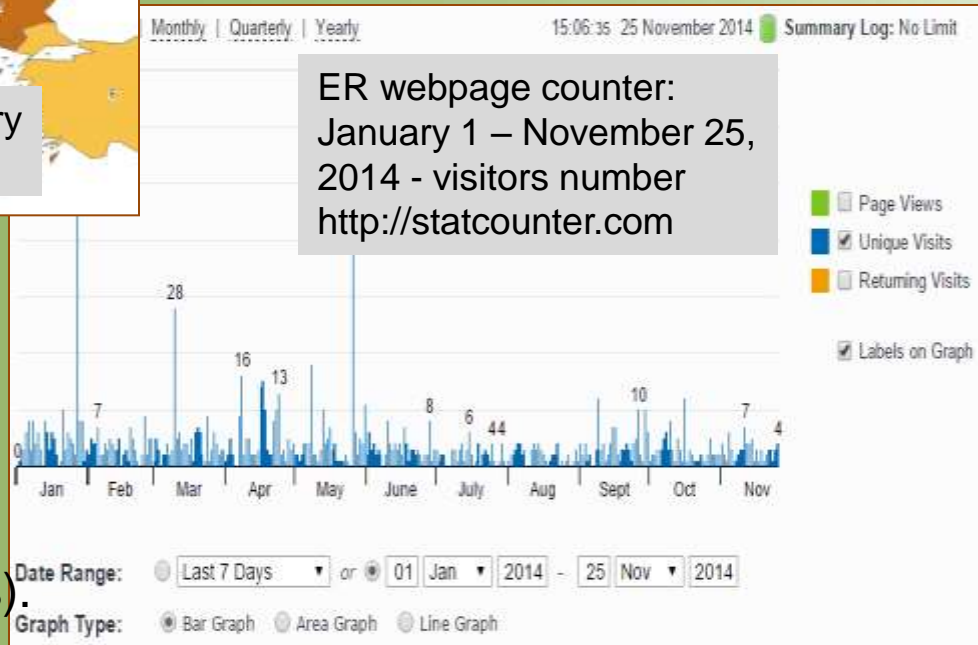 | Monthly | Quarterly | Yearly
15:06:35 25 November 2014 Summary Log: No Limit
ry
ER webpage counter:
January 1 – November 25,
2014 - visitors number
http://statcounter.com
Page Views
Unique Visits
Returning Visits
Labels on Graph
28
16
13
7
8
6
44
10
7
4
0
Jan Feb Mar Apr May June July Aug Sept Oct Nov
).
Date Range: Last 7 Days or 01 Jan 2014 - 25 Nov 2014
Graph Type: Bar Graph Area Graph Line Graph